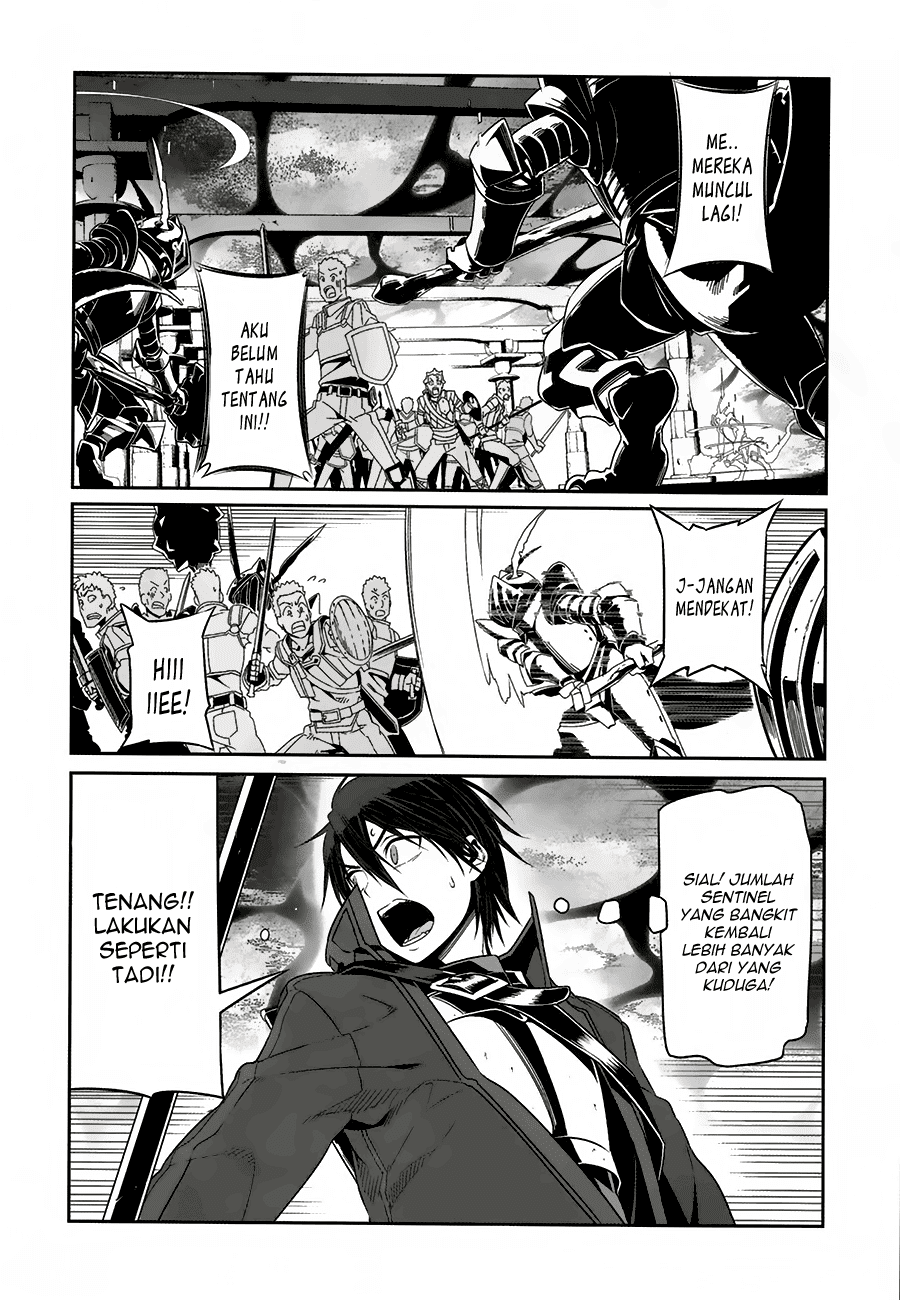 ME..
MEREKA
MUNCUL
LAGI!
AKU
BELUM
TAHU
TENTANG
INI!!
J-JANGAN
MENDEKAT!
HIII
IIEE!
SIAL! JUMLAH
SENTINEL
YANG BANGKIT
KEMBALI
LEBIH BANYAK
DARI YANG
KUDUGA!
TENANG!!
LAKUKAN
SEPERTI
TADI!!